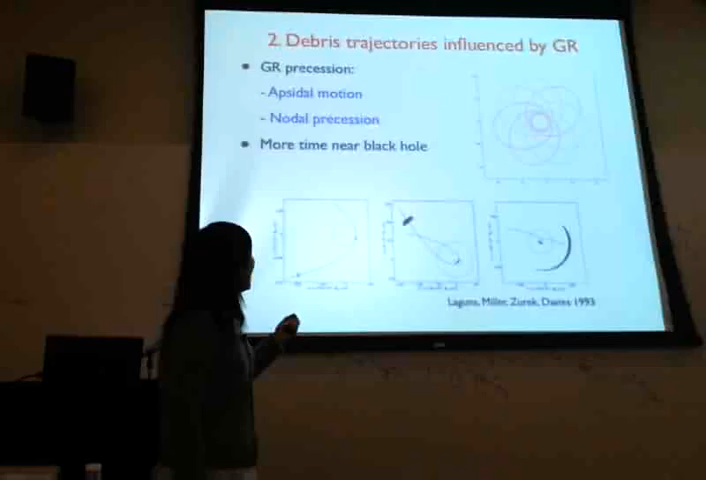 2. Debris trajectories influenced by GR
• GR precession:
- Apsidal motion
- Nodal precession
• More time near black hole
Laguna, Miller, Zurek, Davies 1993